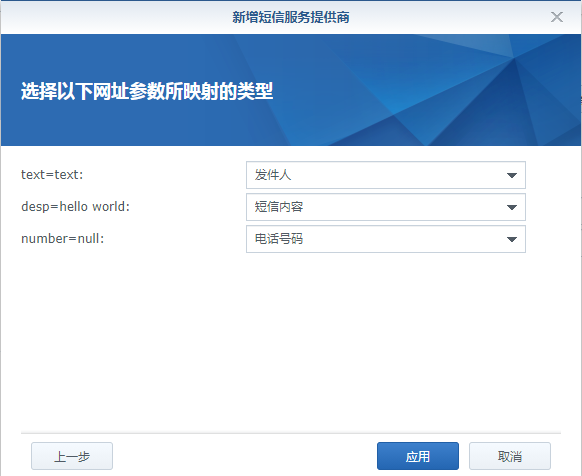 新增短信服务提供商
选择以下网址参数所映射的类型
text=text: 发件人
desp=hello world: 短信内容
number=null: 电话号码
上一步 应用 取消